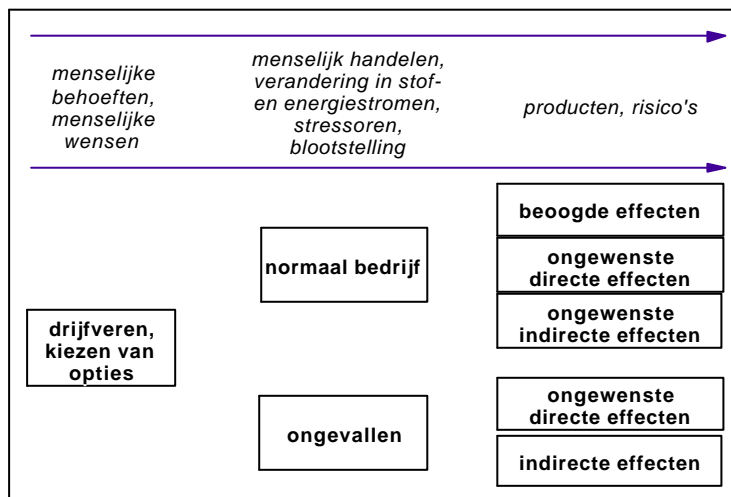 menselijke
behoeften,
menselijke
wensen
menselijk handelen,
verandering in stof-
en energiestromen,
stressoren,
blootstelling
producten, risico's
drijfveren,
kiezen van
opties
normaal bedrijf
ongevallen
beoogde effecten
ongewenste
directe effecten
ongewenste
indirecte effecten
ongewenste
directe effecten
indirecte effecten